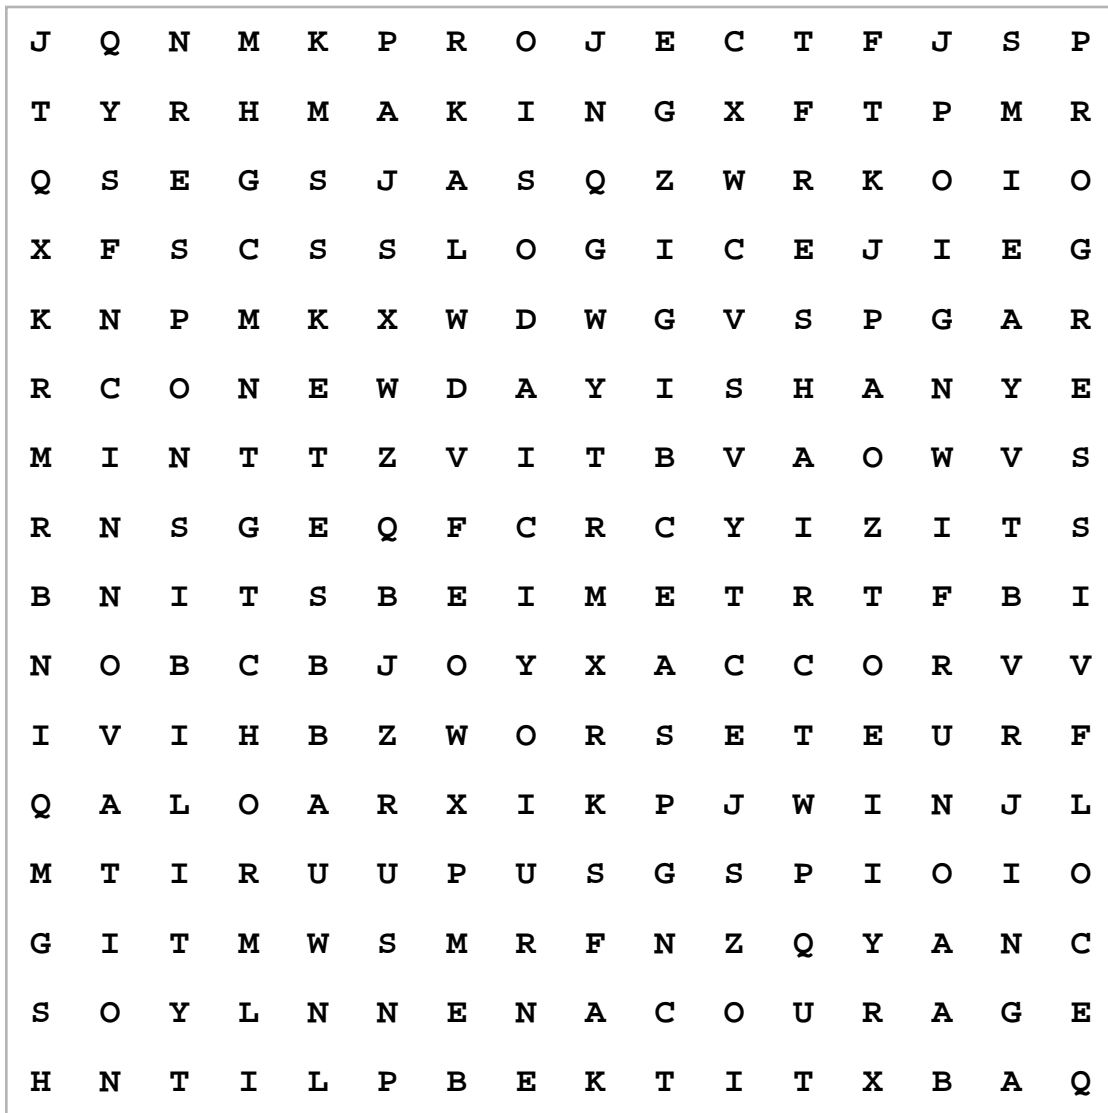 J Q N M K P R O J E C T F J S P
T Y R H M A K I N G X F T P M R
Q S E G S J A S Q Z W R K O I O
X F S C S S L O G I C E J I E G
K N P M K X W D W G V S P G A R
R C O N E W D A Y I S H A N Y E
M I N T T Z V I T B V A O W V S
R N S G E Q F C R C Y I Z I T S
B N I T S B E I M E T R T F B I
N O B C B J O Y X A C C O R V V
I V I H B Z W O R S E T E U R F
Q A L O A R X I K P J W I N J L
M T I R U U P U S G S P I O I O
G I T M W S M R F N Z Q Y A N C
S O Y L N N E N A C O U R A G E
H N T I L P B E K T I T X B A Q